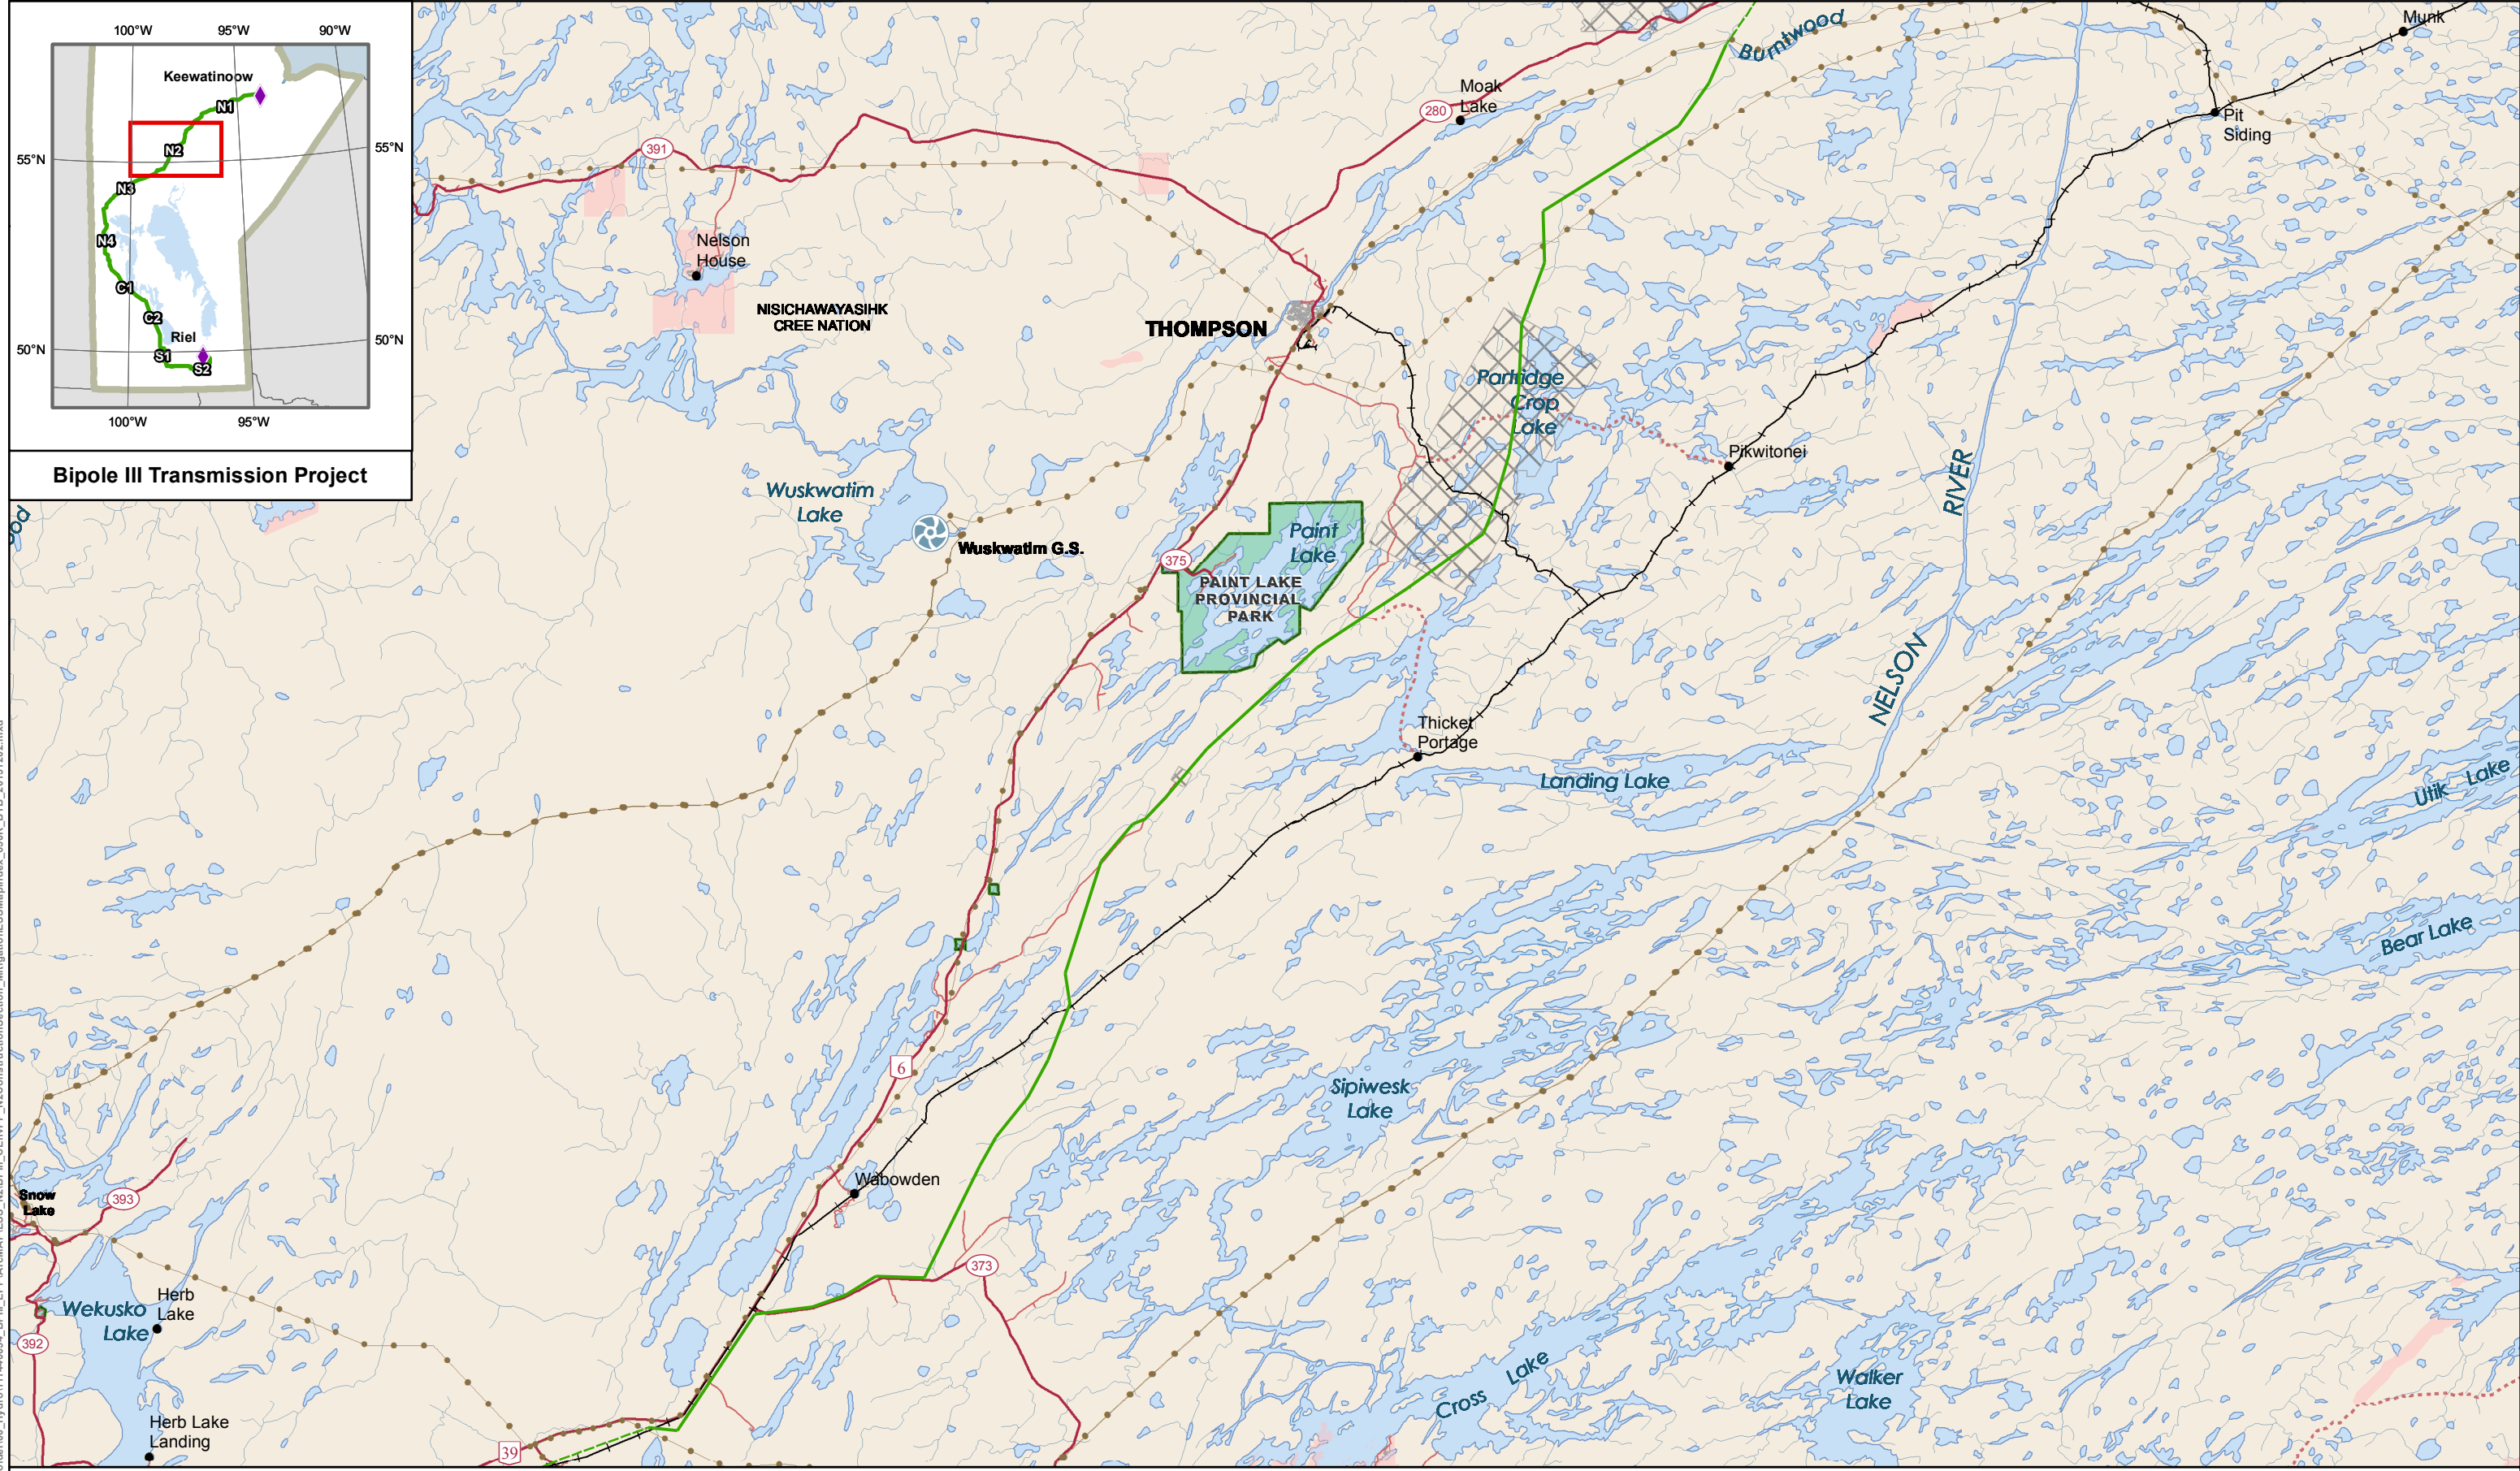 100°W
95°W
90°W
Keewatinoow
N1
N2
55°N
55°N
N3
N4
C1
C2
Riel
50°N
50°N
S1
S2
100°W
95°W
Bipole III Transmission Project
Burntwood
Munk
Moak
Lake
280
Pit
Siding
391
Nelson
House
NISICHAWAYASIHK
CREE NATION
THOMPSON
Partridge
Crop
Lake
Pikwitonei
Wuskwatim
Lake
Wuskwatim G.S.
375
Paint
Lake
PAINT LAKE
PROVINCIAL
PARK
NELSON
RIVER
Thicket
Portage
Landing Lake
Utik Lake
Bear Lake
6
Sipiwesk
Lake
Wabowden
Snow
Lake
393
373
Herb
Lake
Wekusko
Lake
392
Cross Lake
Walker
Lake
Herb Lake
Landing
39